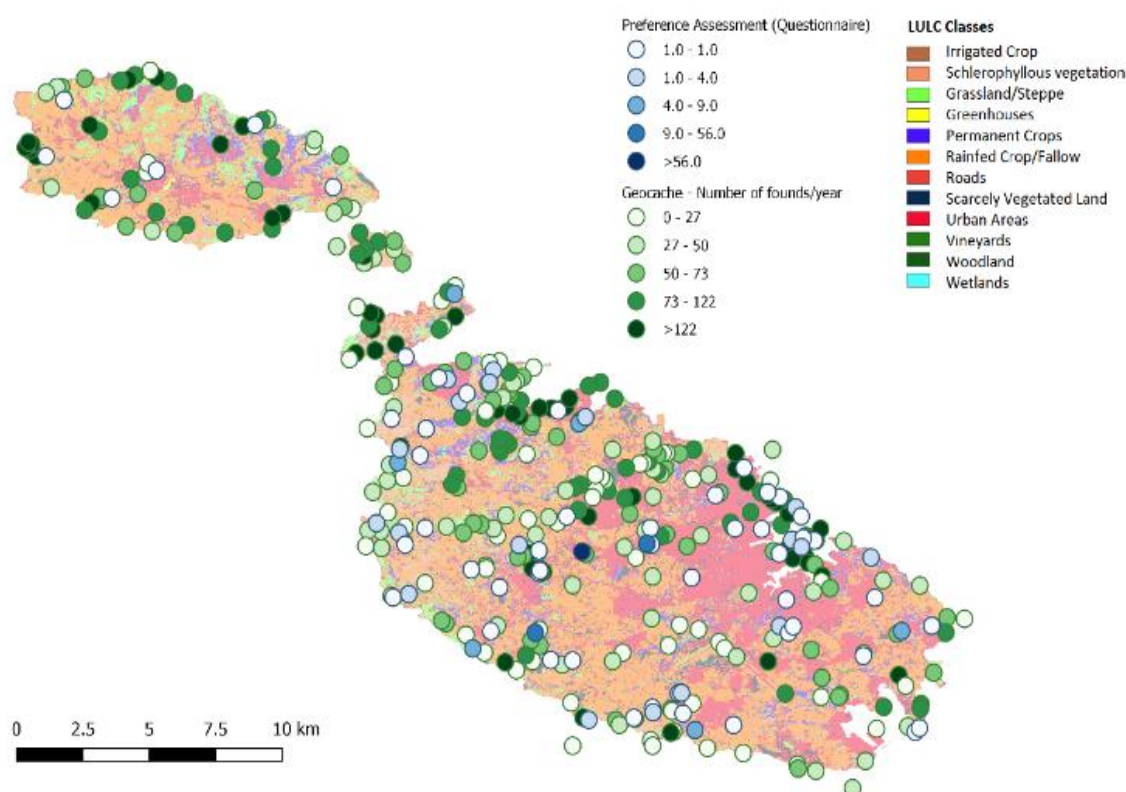 Preference Assessment (Questionnaire)
1.0 - 1.0
1.0 - 4.0
4.0 - 9.0
9.0 - 56.0
>56.0
Geocache - Number of founds/year
0 - 27
27 - 50
50 - 73
73 - 122
>122
LULC Classes
Irrigated Crop
Schlerophyllous vegetation
Grassland/Steppe
Greenhouses
Permanent Crops
Rainfed Crop/Fallow
Roads
Scarcely Vegetated Land
Urban Areas
Vineyards
Woodland
Wetlands
0 2.5 5 7.5 10 km